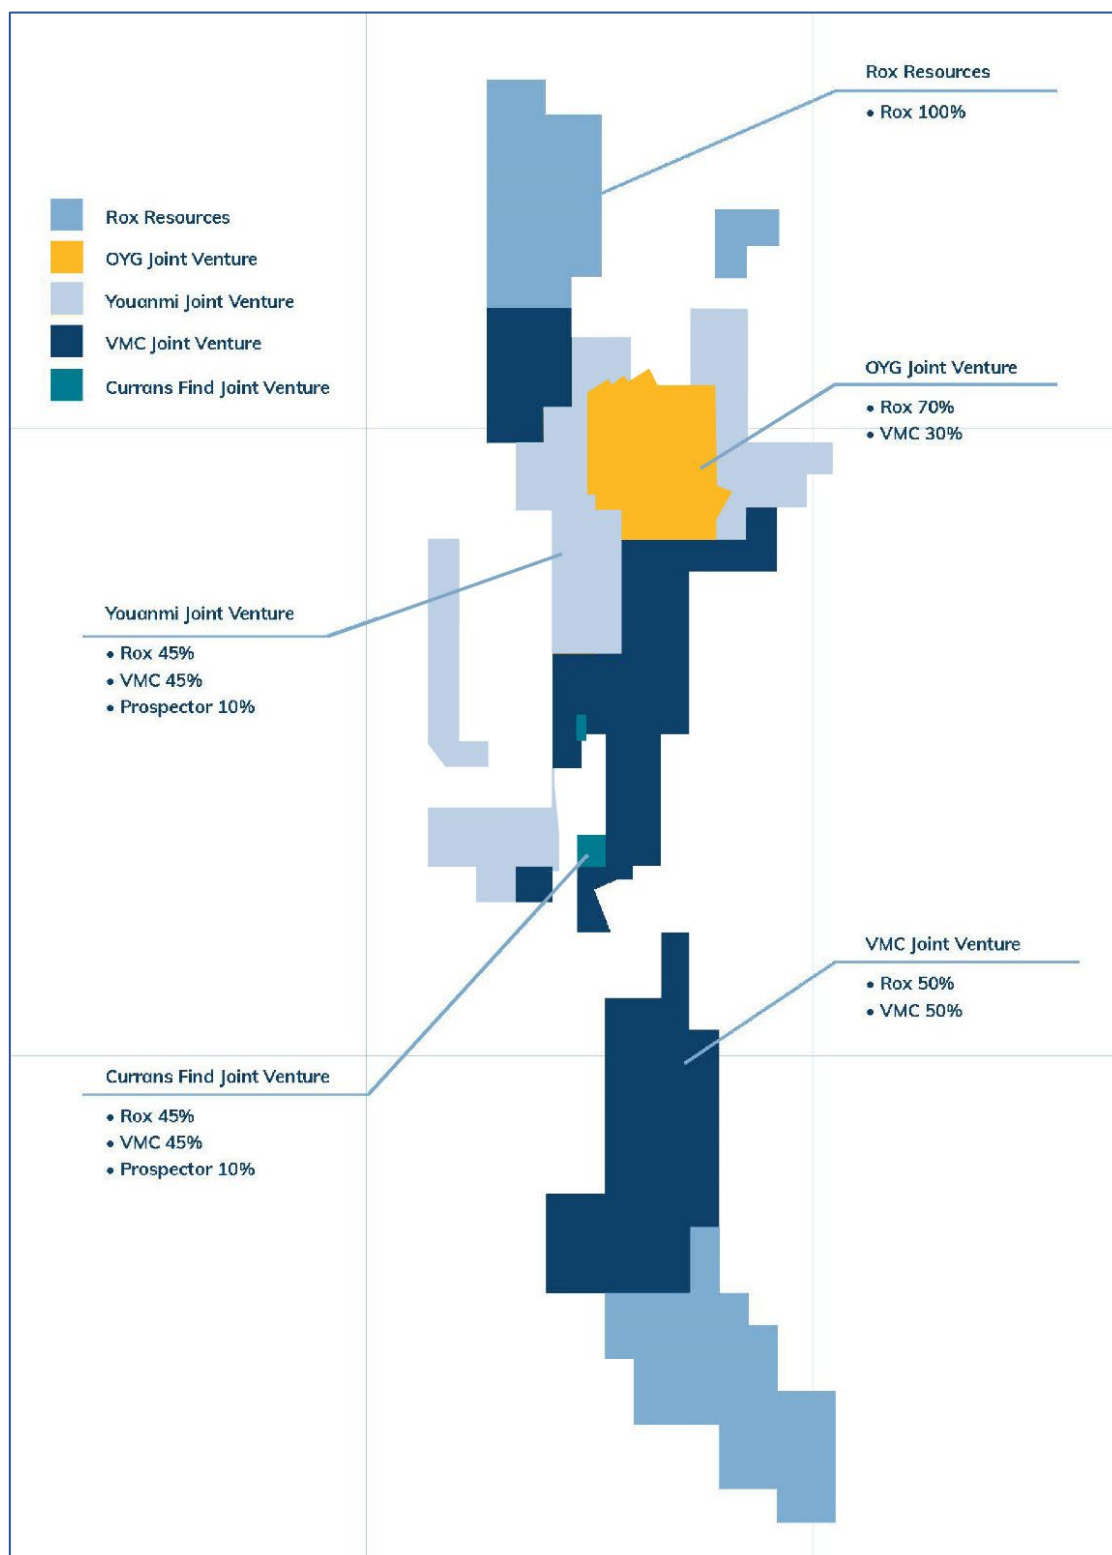 Rox Resources
• Rox 100%
Rox Resources
OYG Joint Venture
Youanmi Joint Venture
VMC Joint Venture
Currans Find Joint Venture
OYG Joint Venture
• Rox 70%
• VMC 30%
Youanmi Joint Venture
• Rox 45%
• VMC 45%
• Prospector 10%
VMC Joint Venture
• Rox 50%
• VMC 50%
Currans Find Joint Venture
• Rox 45%
• VMC 45%
• Prospector 10%